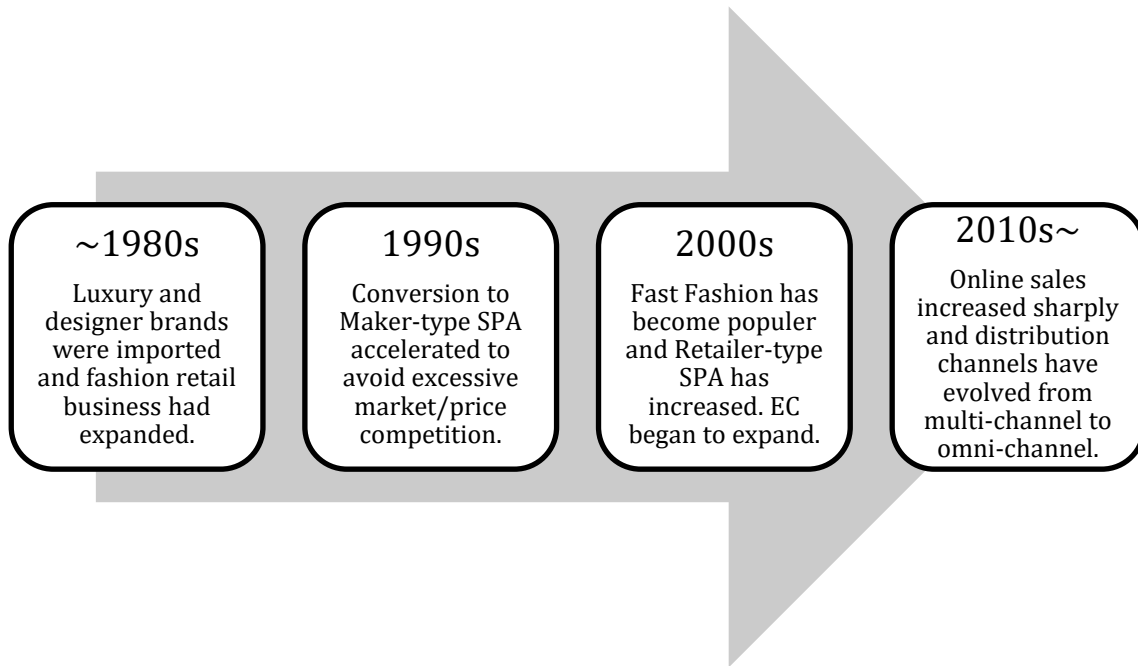 ~1980s
Luxury and
designer brands
were imported
and fashion retail
business had
expanded.
1990s
Conversion to
Maker-type SPA
accelerated to
avoid excessive
market/price
competition.
2000s
Fast Fashion has
become populer
and Retailer-type
SPA has
increased. EC
began to expand.
2010s~
Online sales
increased sharply
and distribution
channels have
evolved from
multi-channel to
omni-channel.